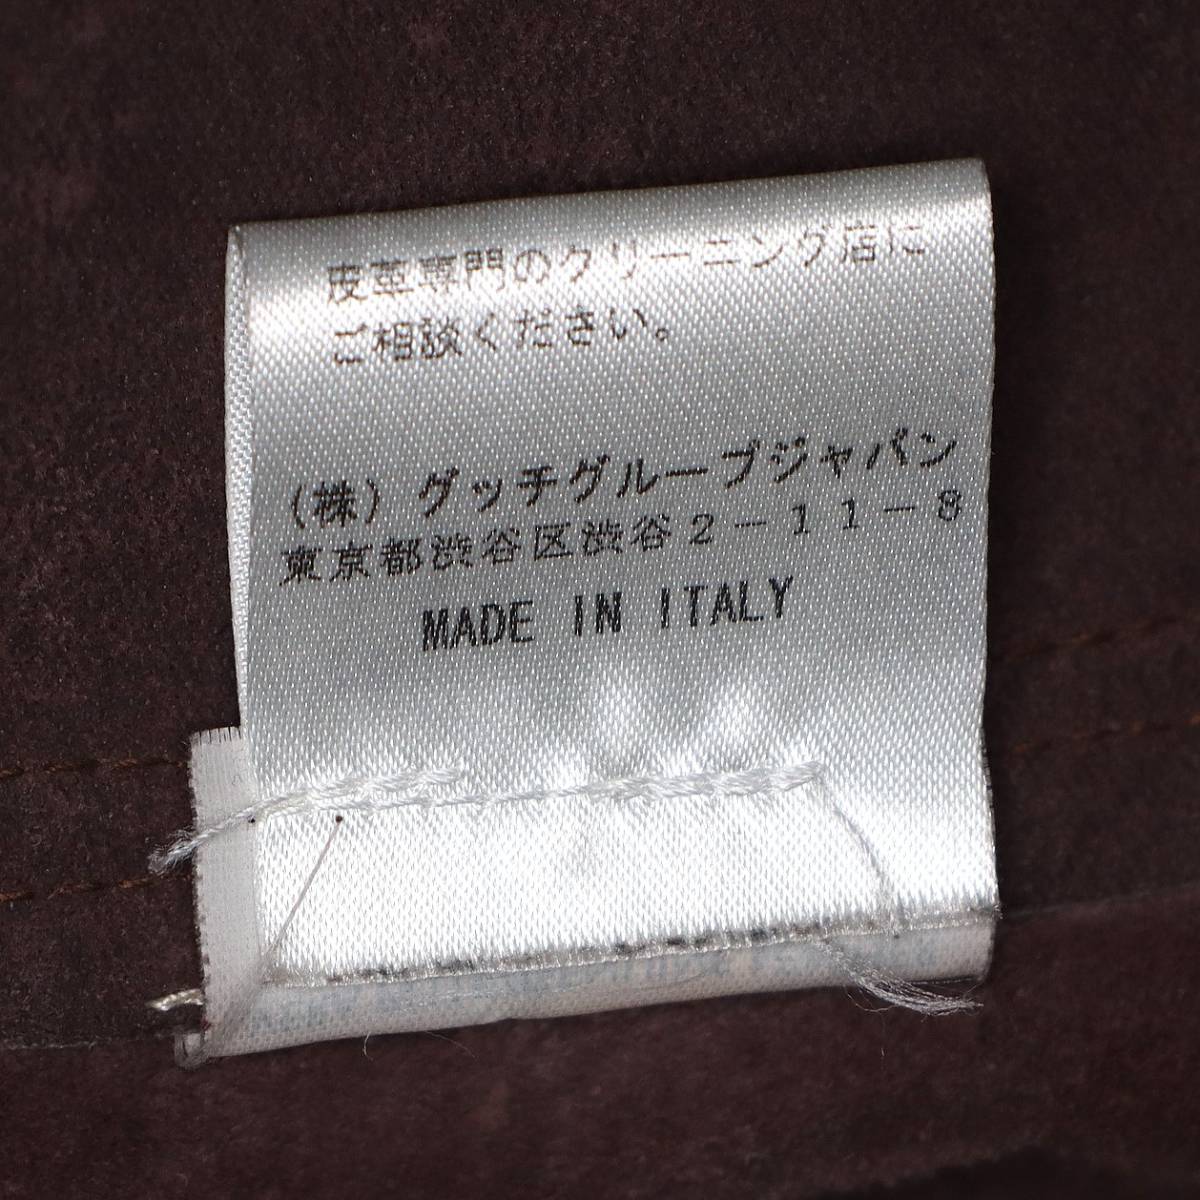 皮革専門のクリーニング店に
ご相談ください。
（株）グッチグループジャパン
東京都渋谷区渋谷２－１１－８
MADE IN ITALY